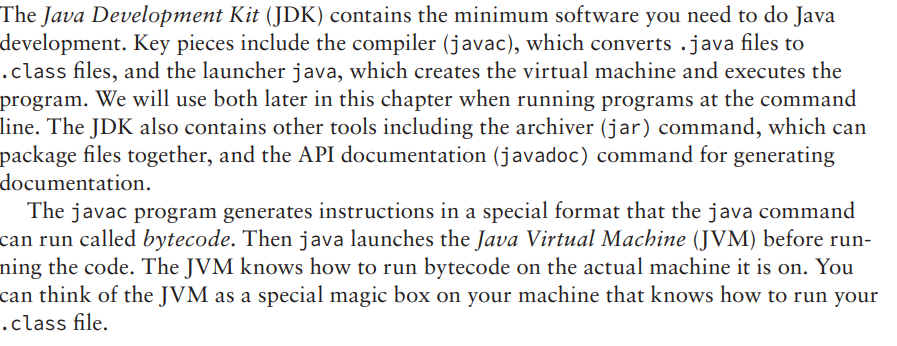 The Java Development Kit (JDK) contains the minimum software you need to do Java
development. Key pieces include the compiler (javac), which converts .java files to
.class files, and the launcher java, which creates the virtual machine and executes the
program. We will use both later in this chapter when running programs at the command
line. The JDK also contains other tools including the archiver (jar) command, which can
package files together, and the API documentation (javadoc) command for generating
documentation.
The javac program generates instructions in a special format that the java command
can run called bytecode. Then java launches the Java Virtual Machine (JVM) before run-
ning the code. The JVM knows how to run bytecode on the actual machine it is on. You
can think of the JVM as a special magic box on your machine that knows how to run your
.class file.